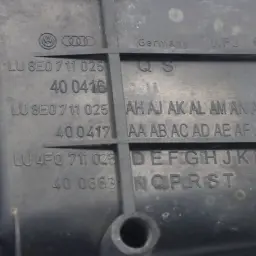 Germany
LU 8E0 711 025 Q S
40 0416
LU 8E0 711 025 AH AJ AK AL AM AN
40 0417 AA AB AC AD AE AF
LU 4F0 711 025 D E F G H J K
40 0663 N Q P R S T